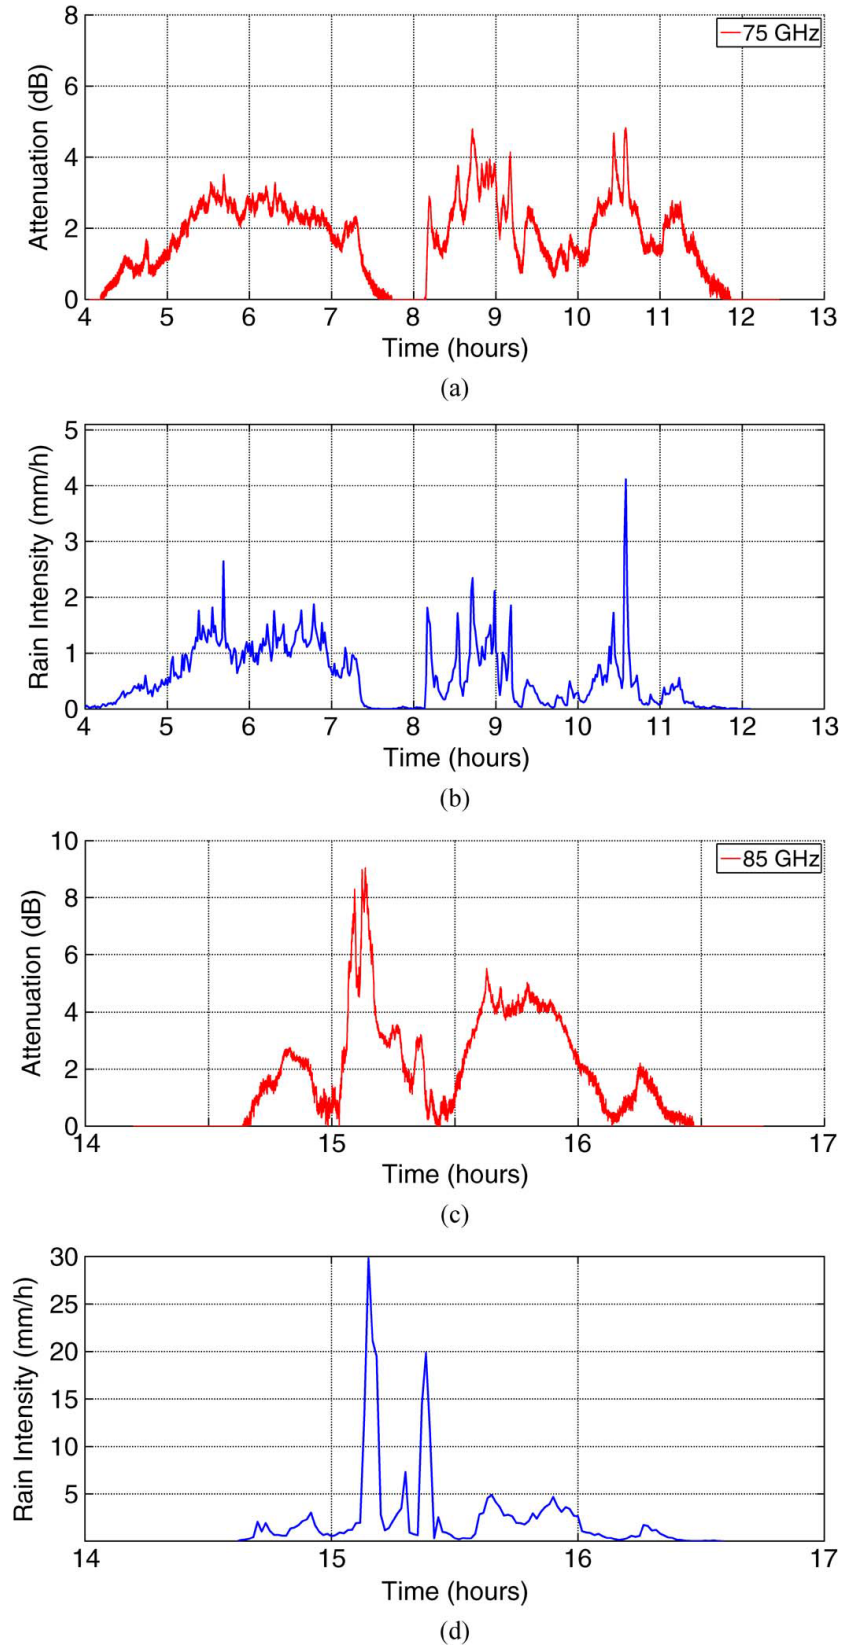 8
6
4
2
0
Attenuation (dB)
75 GHz
4 5 6 7 8 9 10 11 12 13
Time (hours)
(a)
5
4
3
2
1
0
Rain Intensity (mm/h)
4 5 6 7 8 9 10 11 12 13
Time (hours)
(b)
10
8
6
4
2
0
Attenuation (dB)
85 GHz
14 15 16 17
Time (hours)
(c)
30
25
20
15
10
5
Rain Intensity (mm/h)
14 15 16 17
Time (hours)
(d)